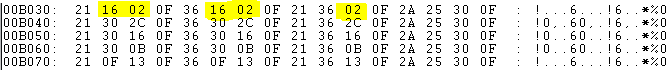 00B030: 21 16 02 0F 36 16 02 0F 21 36 02 0F 2A 25 30 0F : !...6...!6..*%0
00B040: 21 30 2C 0F 36 30 2C 0F 21 36 2C 0F 2A 25 30 0F : !0,.60,.!6,.*%0
00B050: 21 30 16 0F 36 30 16 0F 21 36 16 0F 2A 25 30 0F : !0..60..!6..*%0
00B060: 21 30 0B 0F 36 30 0B 0F 21 36 0B 0F 2A 25 30 0F : !0..60..!6..*%0
00B070: 21 0F 13 0F 36 0F 13 0F 21 36 13 0F 2A 25 30 0F : !...6...!6..*%0